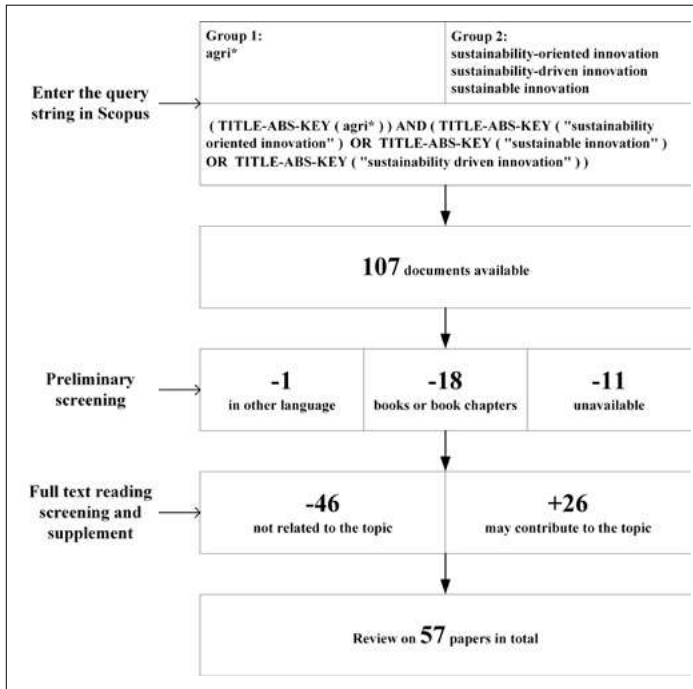 Group 1:
agri*
Group 2:
sustainability-oriented innovation
sustainability-driven innovation
sustainable innovation
Enter the query
string in Scopus
( TITLE-ABS-KEY ( agri* ) ) AND ( TITLE-ABS-KEY ( "sustainability
oriented innovation" ) OR TITLE-ABS-KEY ( "sustainable innovation" )
OR TITLE-ABS-KEY ( "sustainability driven innovation" ) )
107 documents available
Preliminary
screening
-1
in other language
-18
books or book chapters
-11
unavailable
Full text reading
screening and
supplement
-46
not related to the topic
+26
may contribute to the topic
Review on 57 papers in total